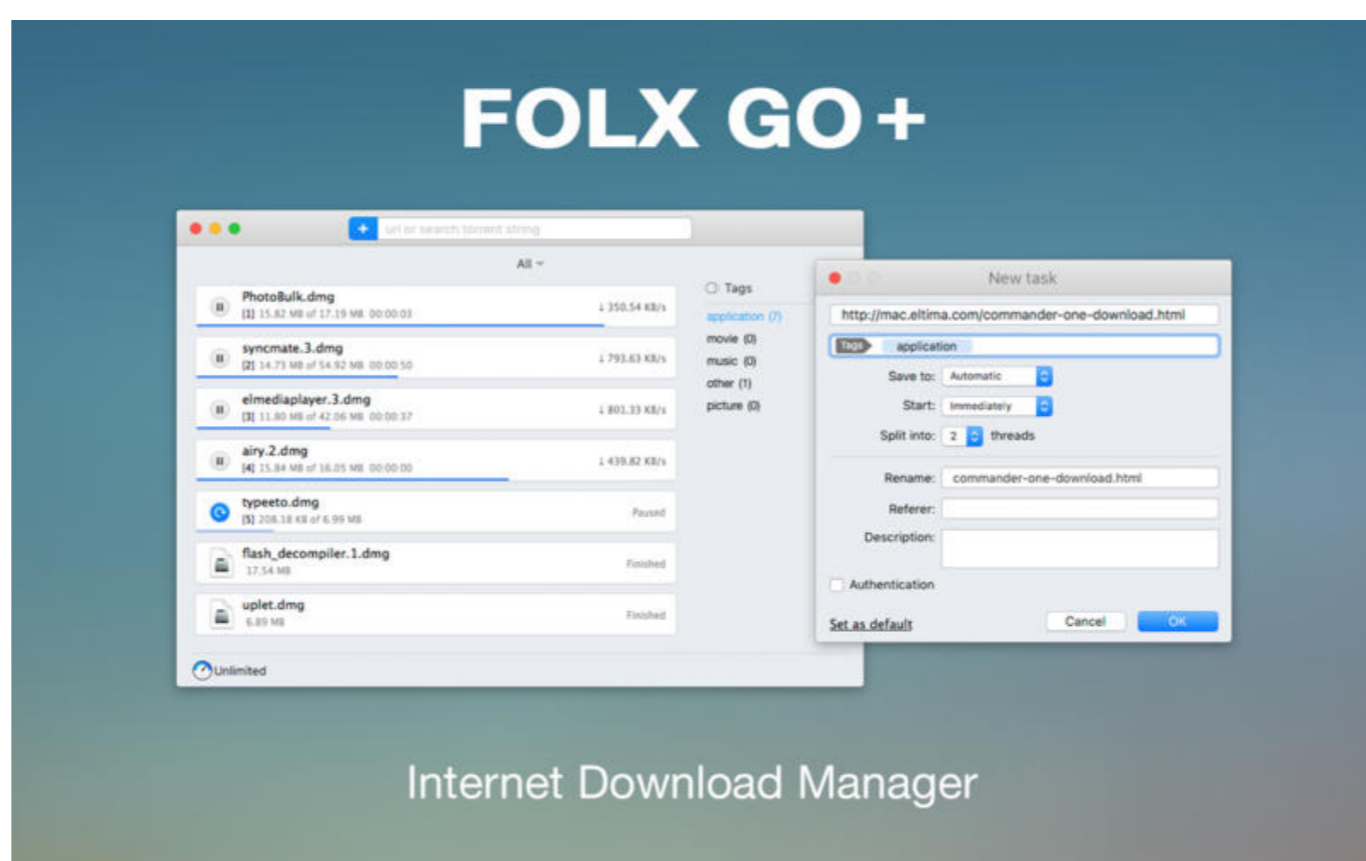 FOLX GO+
url or search torrent string
All
PhotoBulk.dmg
[1] 15.82 MB of 17.19 MB 00:00:03
↓ 350.54 KB/s
syncmate.3.dmg
[2] 14.73 MB of 54.92 MB 00:00:50
↓ 793.63 KB/s
elmediaplayer.3.dmg
[3] 11.80 MB of 42.06 MB 00:00:37
↓ 801.33 KB/s
airy.2.dmg
[4] 15.84 MB of 16.05 MB 00:00:00
↓ 439.82 KB/s
typeeto.dmg
[5] 208.18 KB of 6.99 MB
Paused
flash_decompiler.1.dmg
17.54 MB
Finished
uplet.dmg
6.89 MB
Finished
Unlimited
Tags
application (7)
movie (0)
music (0)
other (1)
picture (0)
New task
http://mac.eltima.com/commander-one-download.html
Tags application
Save to: Automatic
Start: Immediately
Split into: 2 threads
Rename: commander-one-download.html
Referer:
Description:
Authentication
Set as default
Cancel
OK
Internet Download Manager